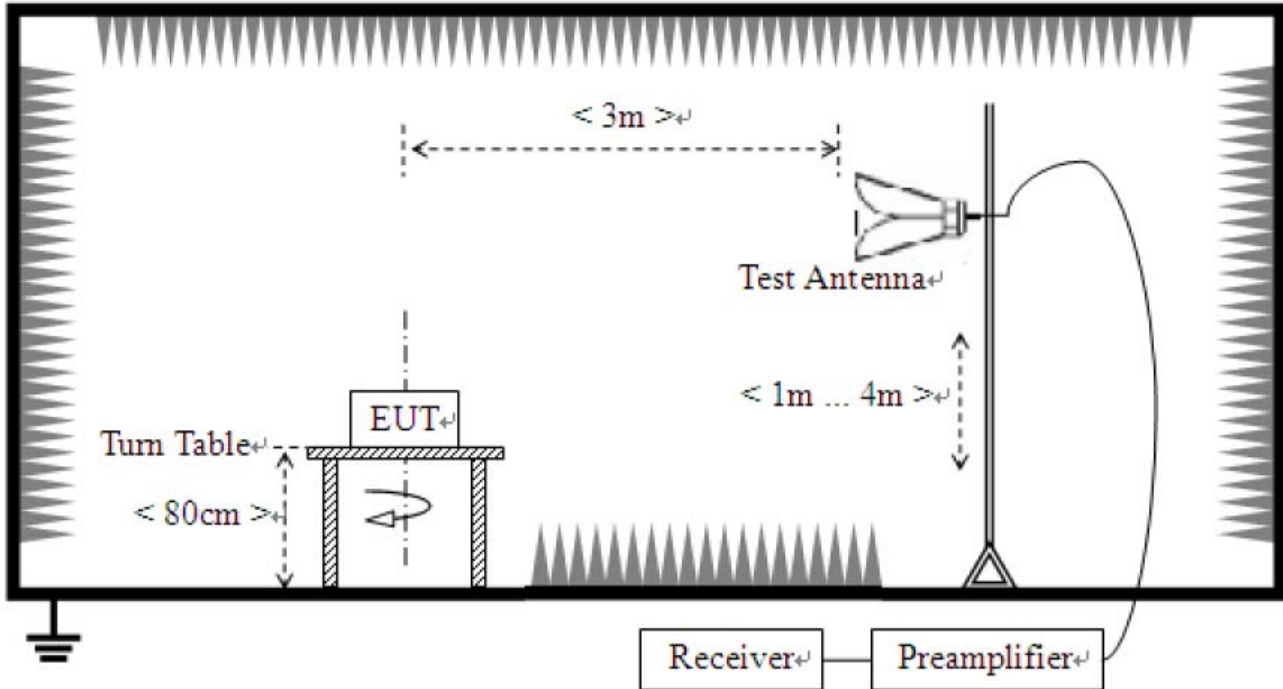 < 3m >↵
Test Antenna↵
< 1m ... 4m >↵
EUT↵
Turn Table↵
< 80cm >↵
Receiver↵
Preamplifier↵